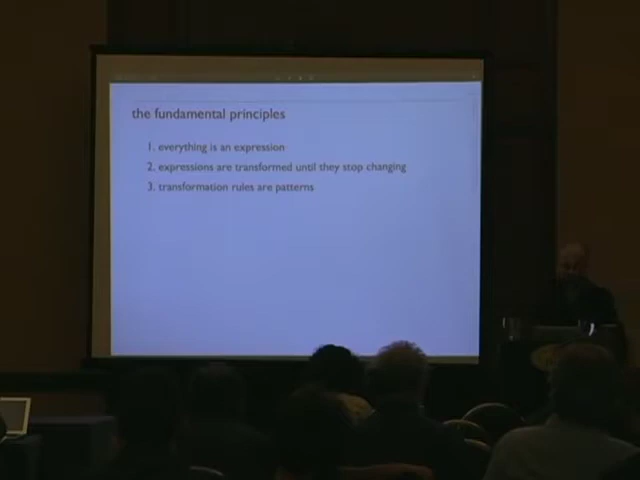 the fundamental principles
1. everything is an expression
2. expressions are transformed until they stop changing
3. transformation rules are patterns